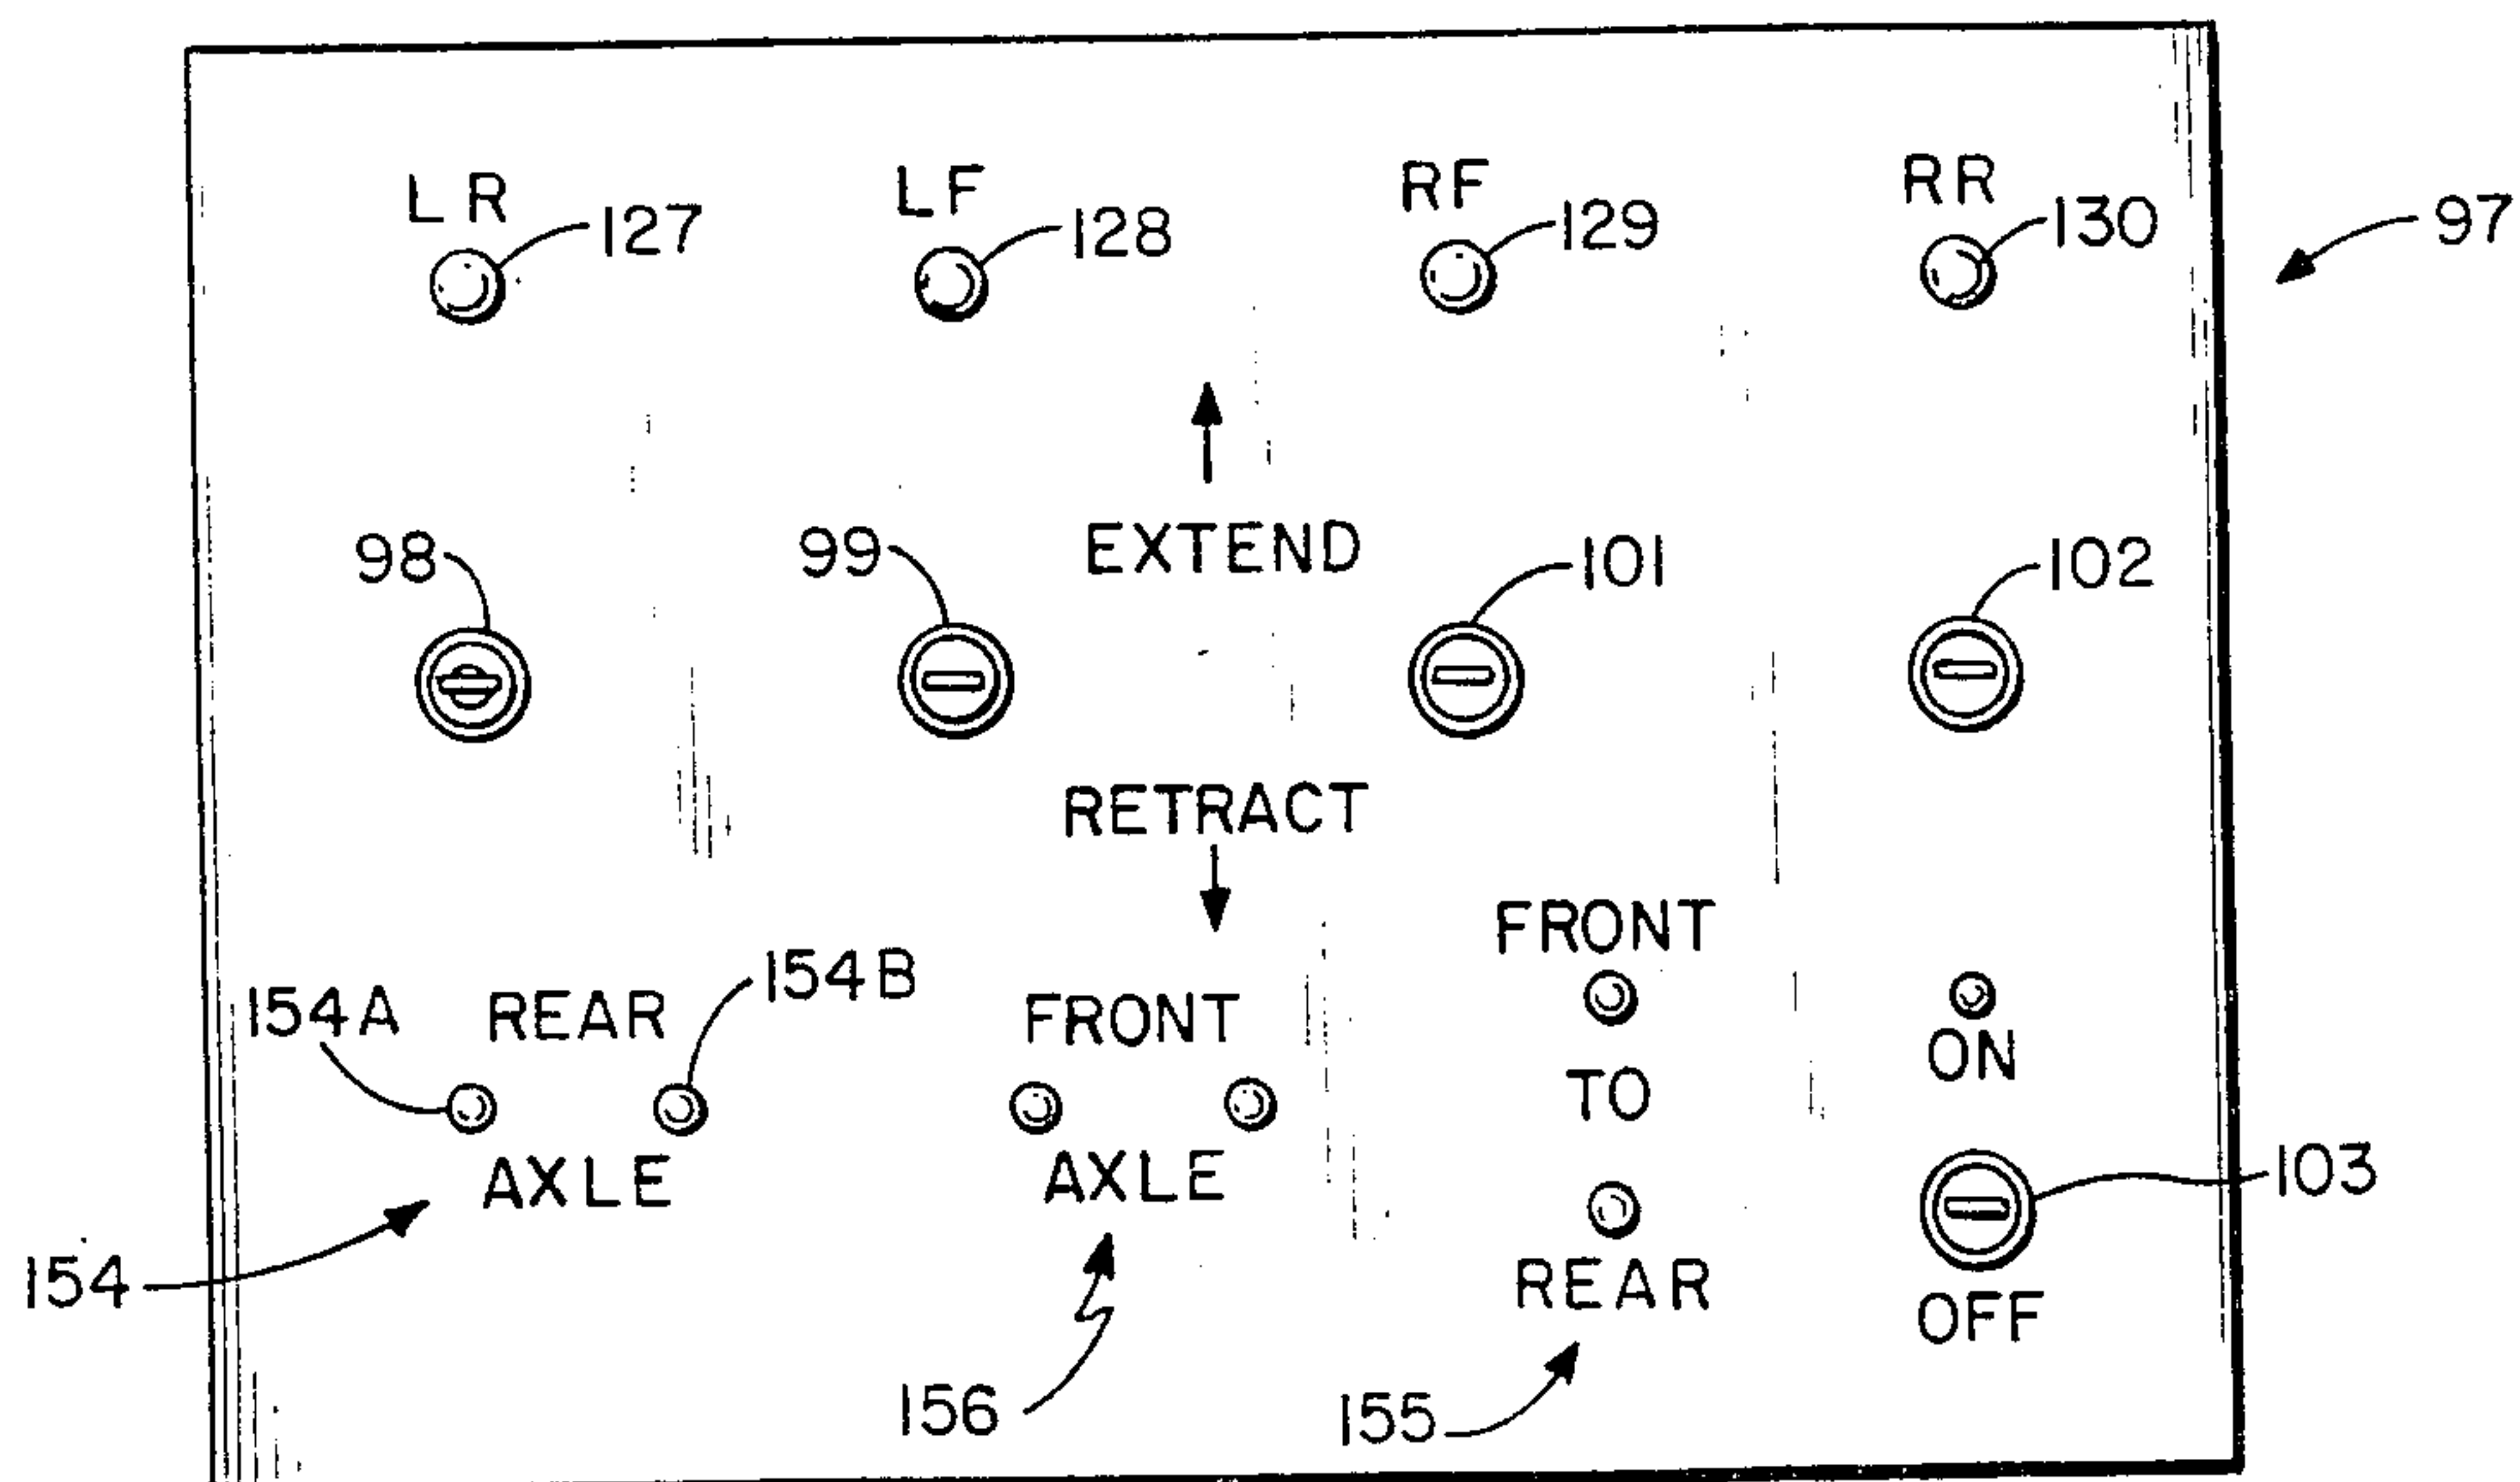 LR LF RF RR
127 128 129 130 97
EXTEND
98 99 101 102
RETRACT
FRONT
154A REAR 154B FRONT
ON
TO
AXLE AXLE 103
154 REAR OFF
156 155